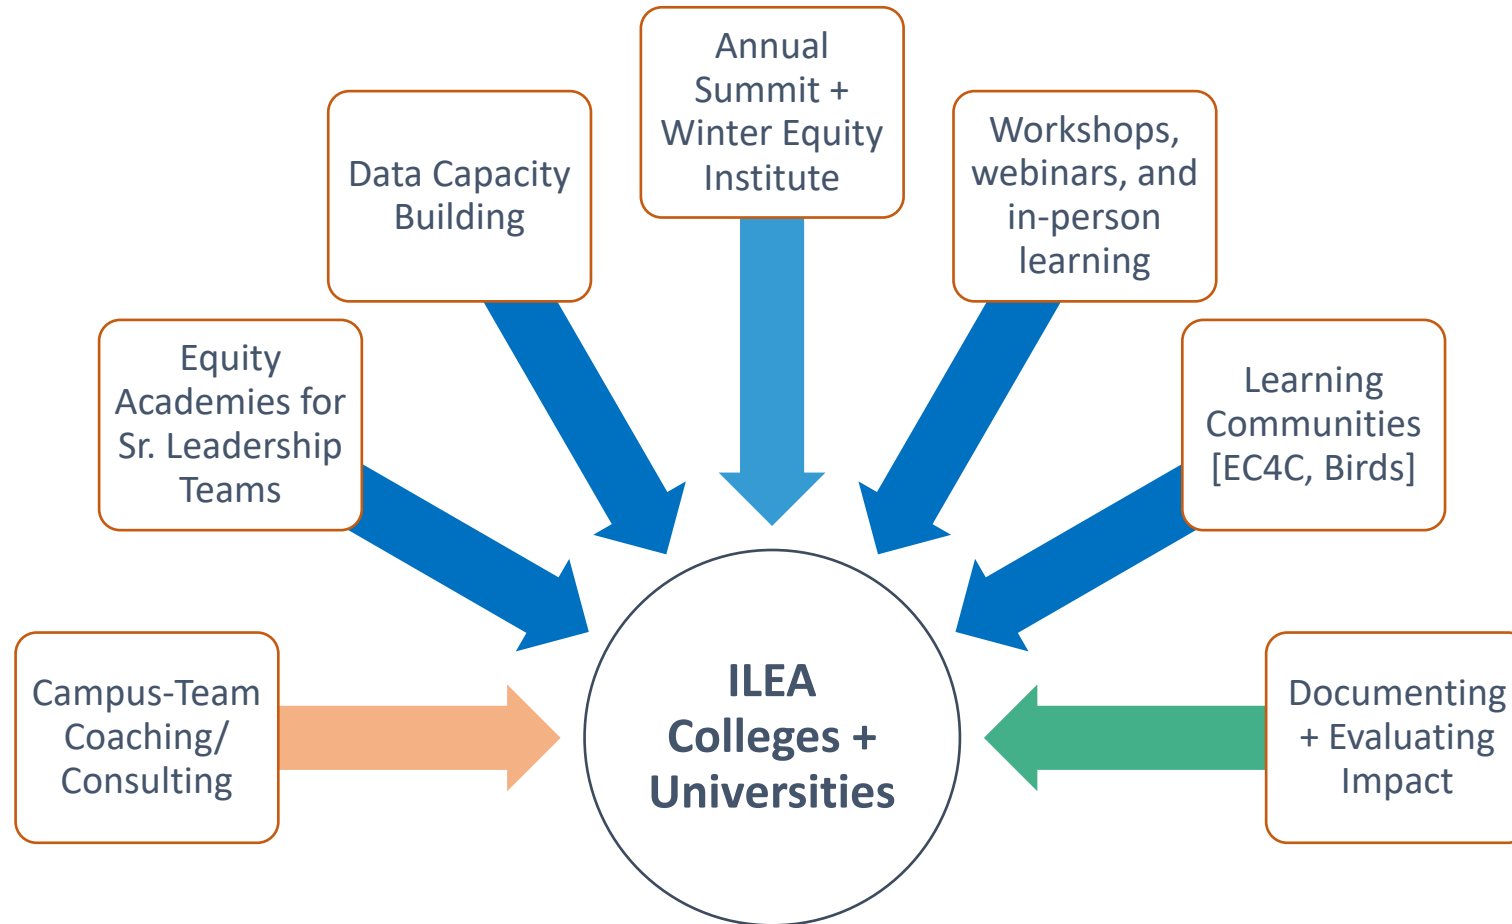 Annual
Summit +
Winter Equity
Institute
Data Capacity
Building
Workshops,
webinars, and
in-person
learning
Equity
Academies for
Sr. Leadership
Teams
Learning
Communities
[EC4C, Birds]
Campus-Team
Coaching/
Consulting
ILEA
Colleges +
Universities
Documenting
+ Evaluating
Impact